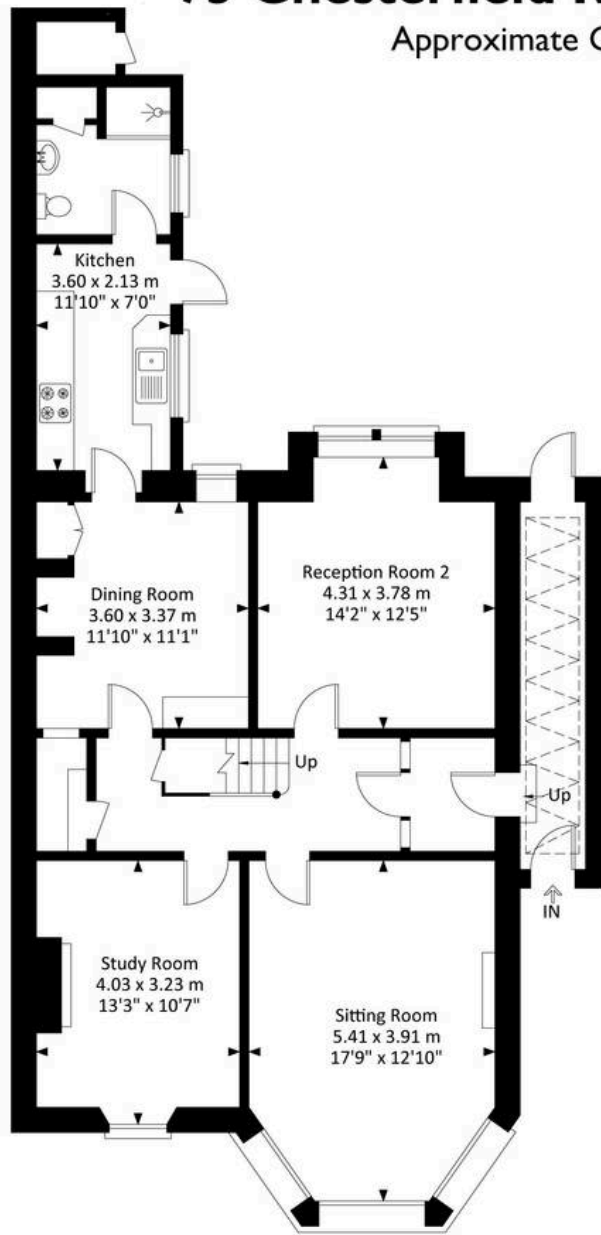 Approximate
Kitchen
3.60 x 2.13 m
11'10" x 7'0"
Dining Room
3.60 x 3.37 m
11'10" x 11'1"
Reception Room 2
4.31 x 3.78 m
14'2" x 12'5"
Up
Up
IN
Study Room
4.03 x 3.23 m
13'3" x 10'7"
Sitting Room
5.41 x 3.91 m
17'9" x 12'10"